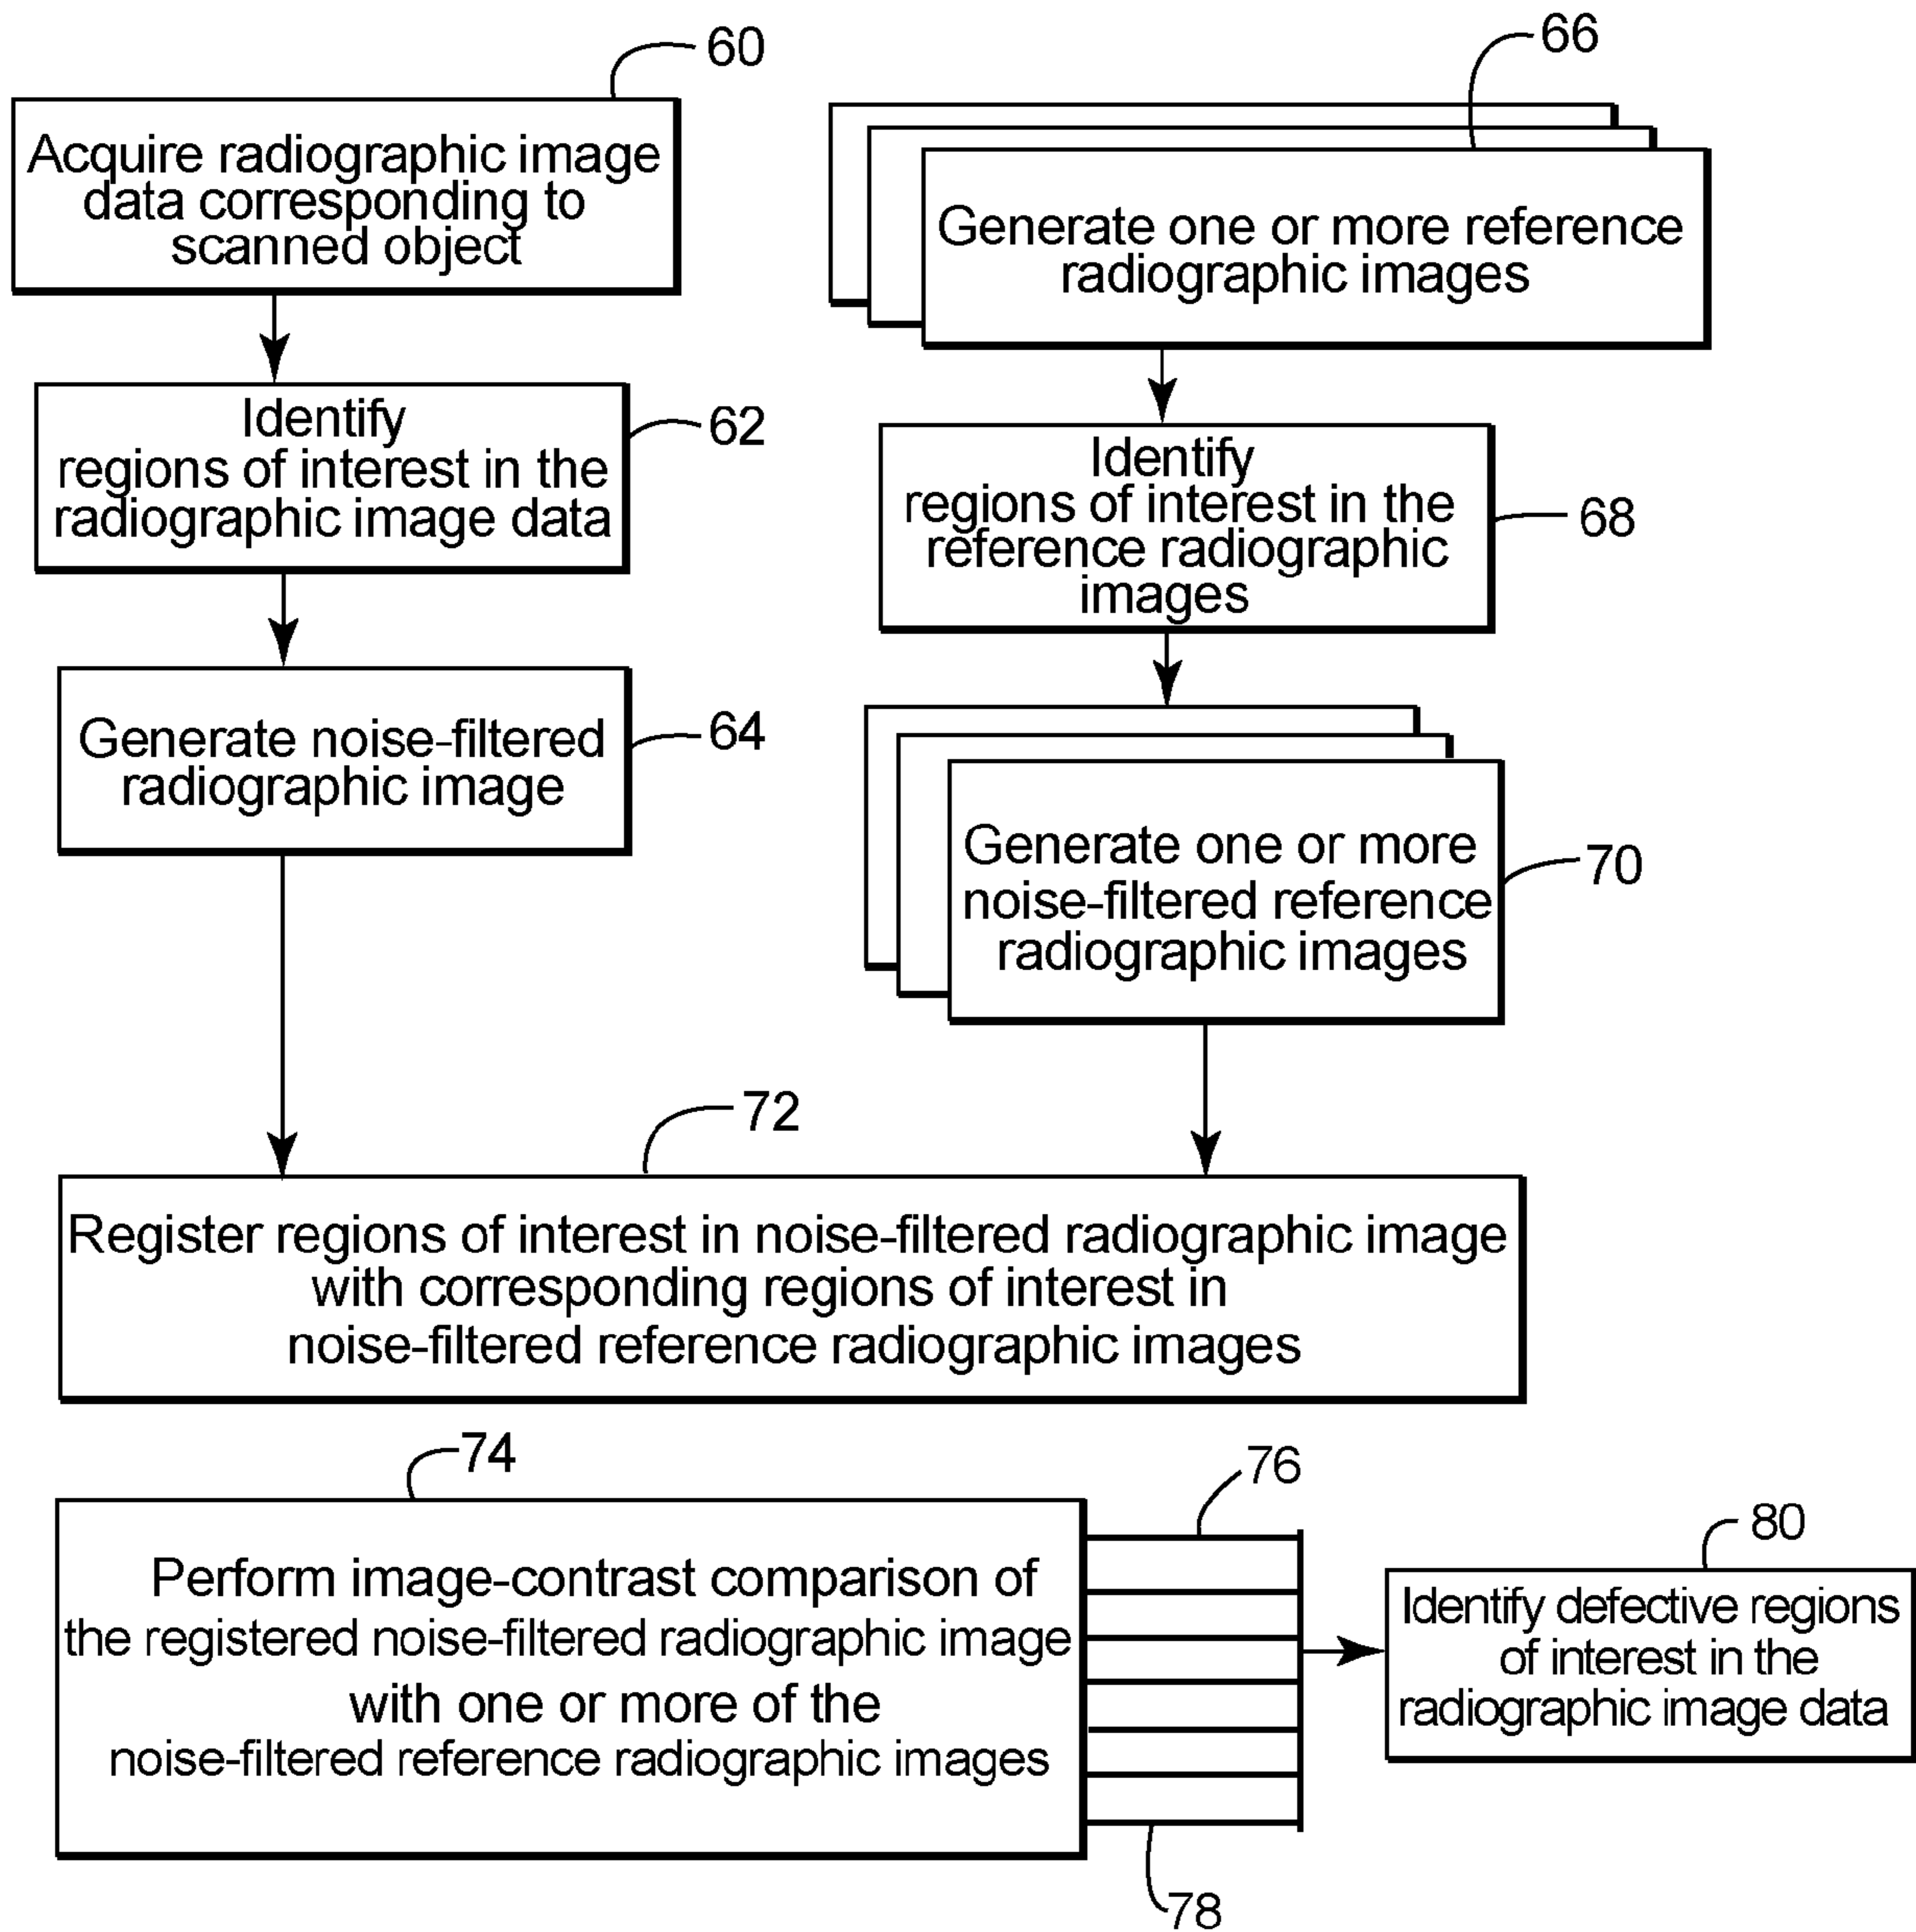 60
Acquire radiographic image
data corresponding to
scanned object
62
Identify
regions of interest in the
radiographic image data
64
Generate noise-filtered
radiographic image
66
Generate one or more reference
radiographic images
68
Identify
regions of interest in the
reference radiographic
images
70
Generate one or more
noise-filtered reference
radiographic images
72
Register regions of interest in noise-filtered radiographic image
with corresponding regions of interest in
noise-filtered reference radiographic images
74
Perform image-contrast comparison of
the registered noise-filtered radiographic image
with one or more of the
noise-filtered reference radiographic images
76
78
80
Identify defective regions
of interest in the
radiographic image data